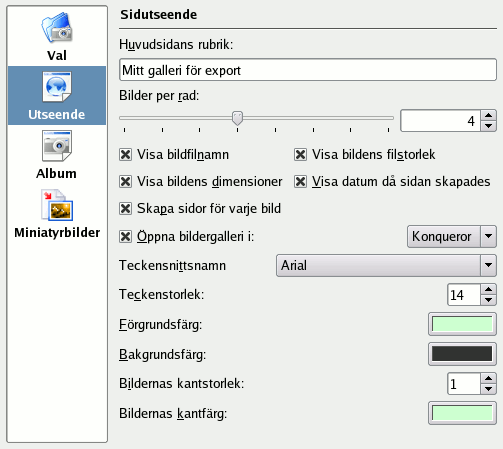 Val
Utseende
Album
Miniatyrbilder
Sidutseende
Huvudsidans rubrik:
Mitt galleri för export
Bilder per rad:
4
Visa bildfilnamn
Visa bildens filstorlek
Visa bildens dimensioner
Visa datum då sidan skapades
Skapa sidor för varje bild
Öppna bildergalleri i:
Konqueror
Teckensnittsnamn
Arial
Teckenstorlek:
14
Förgrundsfärg:
Bakgrundsfärg:
Bildernas kantstorlek:
1
Bildernas kantfärg: